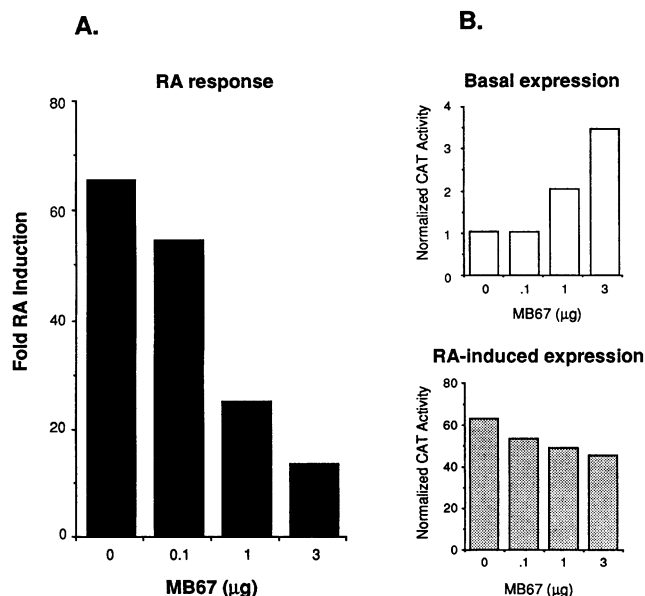 A.
RA response
Fold RA Induction
80
60
40
20
0
0 0.1 1 3
MB67 (µg)
B.
Basal expression
Normalized CAT Activity
4
3
2
1
0
0 .1 1 3
MB67 (µg)
RA-induced expression
Normalized CAT Activity
80
60
40
20
0
0 .1 1 3
MB67 (µg)